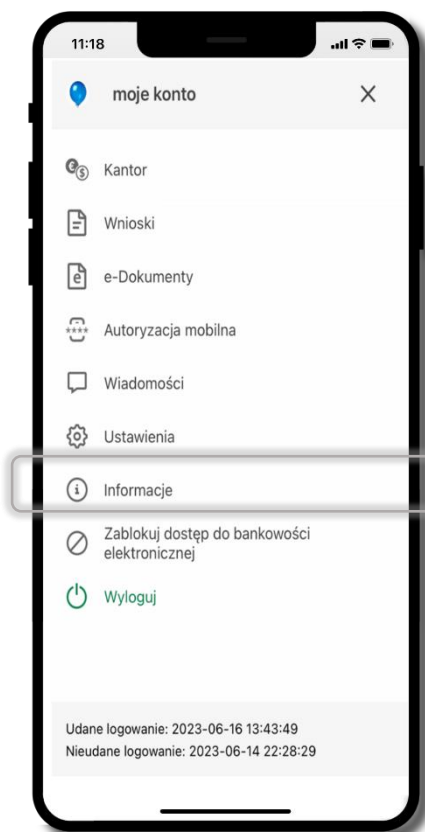 11:18
moje konto
Kantor
Wnioski
e-Dokumenty
Autoryzacja mobilna
Wiadomości
Ustawienia
Informacje
Zablokuj dostęp do bankowości
elektronicznej
Wyloguj
Udane logowanie: 2023-06-16 13:43:49
Nieudane logowanie: 2023-06-14 22:28:29